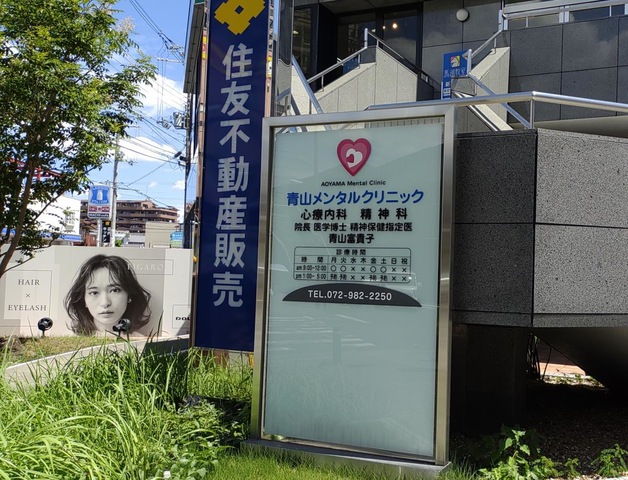 住友不動産販売
AOYAMA Mental Clinic
青山メンタルクリニック
心療内科 精神科
院長 医学博士 精神保健指定医
青山富貴子
診療時間
時間 月火水木金土日祝
TEL.072-982-2250
HAIR
×
EYELASH